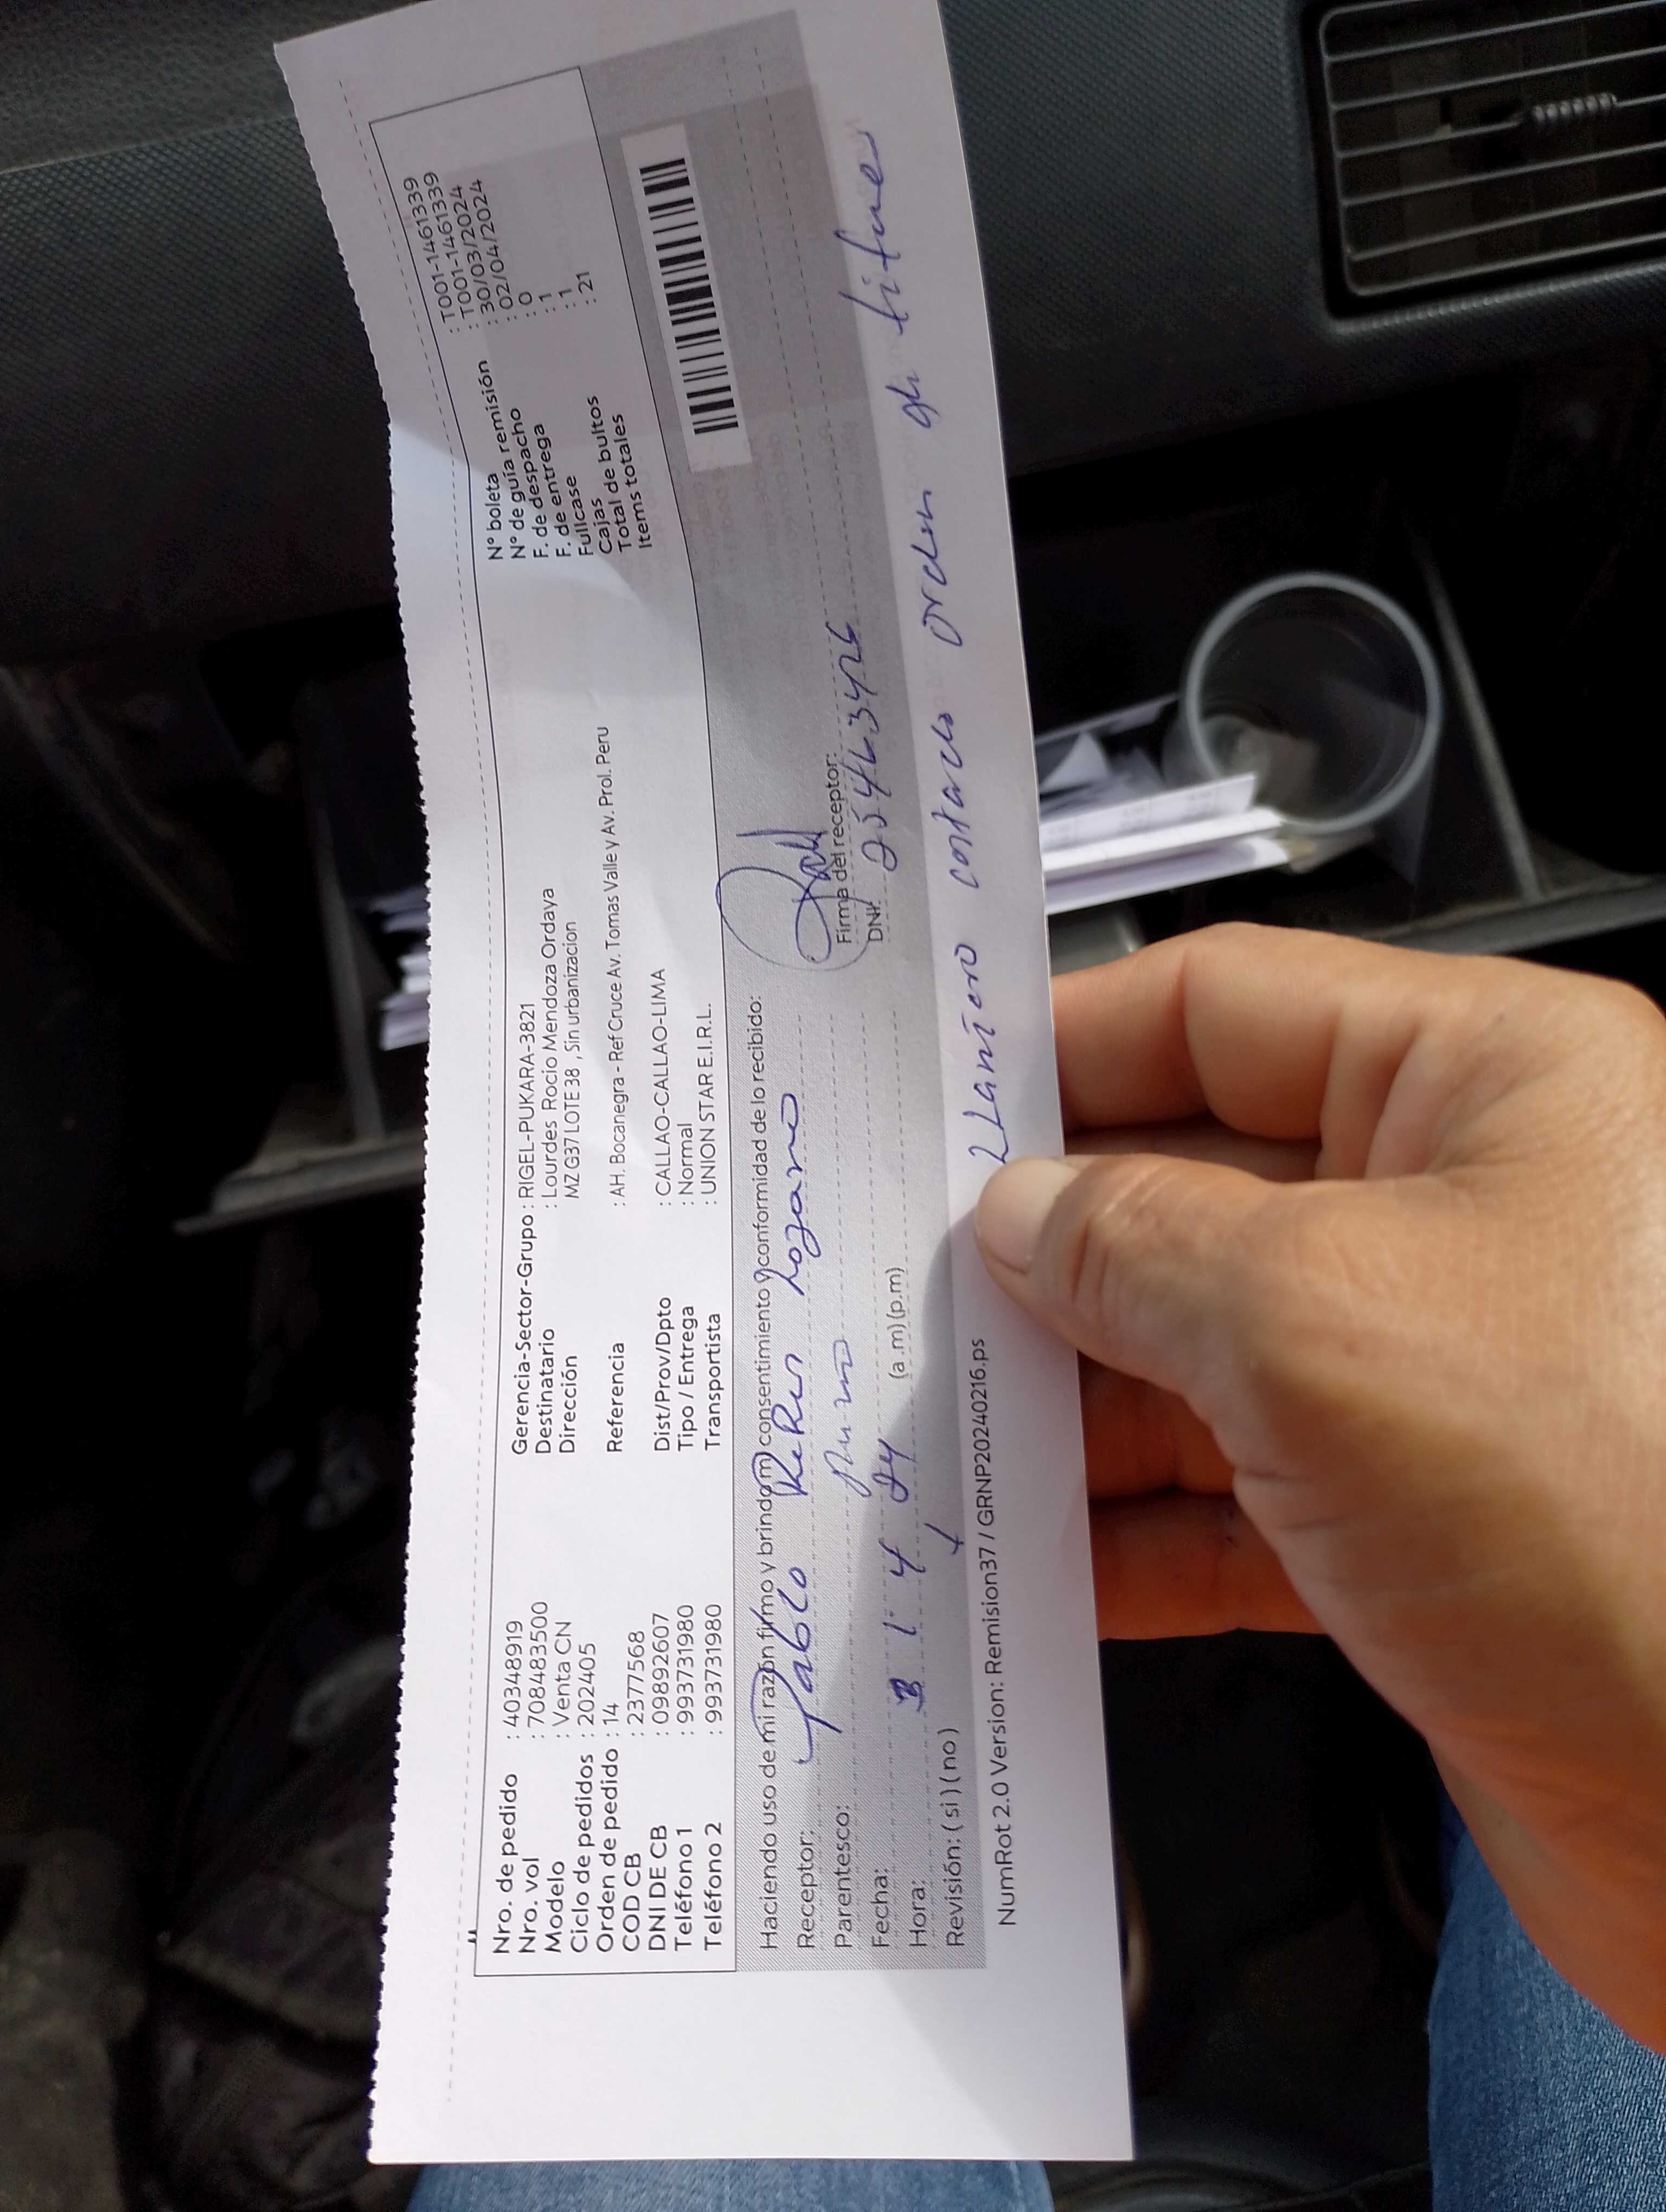 Nro. de pedido : 40348919
Nro. vol : 708483500
Modelo : Venta CN
Ciclo de pedidos : 202405
Orden de pedido : 14
COD CB : 2377568
DNI DE CB : 09892607
Teléfono 1 : 993731980
Teléfono 2 : 993731980
Gerencia-Sector-Grupo : RIGEL-PUKARA-3821
Destinatario : Lourdes Rocio Mendoza Ordaya
Dirección MZ G37 LOTE 38 , Sin urbanizacion
Referencia : AH. Bocanegra - Ref Cruce Av. Tomas Valle y Av. Prol. Peru
Dist/Prov/Dpto : CALLAO-CALLAO-LIMA
Tipo / Entrega : Normal
Transportista : UNION STAR E.I.R.L.
N° boleta : T001-1461339
N° de guía remisión : T001-1461339
F. de despacho : 30/03/2024
F. de entrega : 02/04/2024
Fullcase : 0
Cajas : 1
Total de bultos : 1
Items totales : 21
Haciendo uso de mi razón firmo y brindo mi consentimiento y conformidad de lo recibido:
Receptor: Pablo Lozano
Parentesco:
Fecha:
Hora: (a.m) (p.m)
Revisión: ( si ) ( no )
Firma del receptor:
DNI:
NumRot 2.0 Version: Remision37 / GRNP20240216.ps